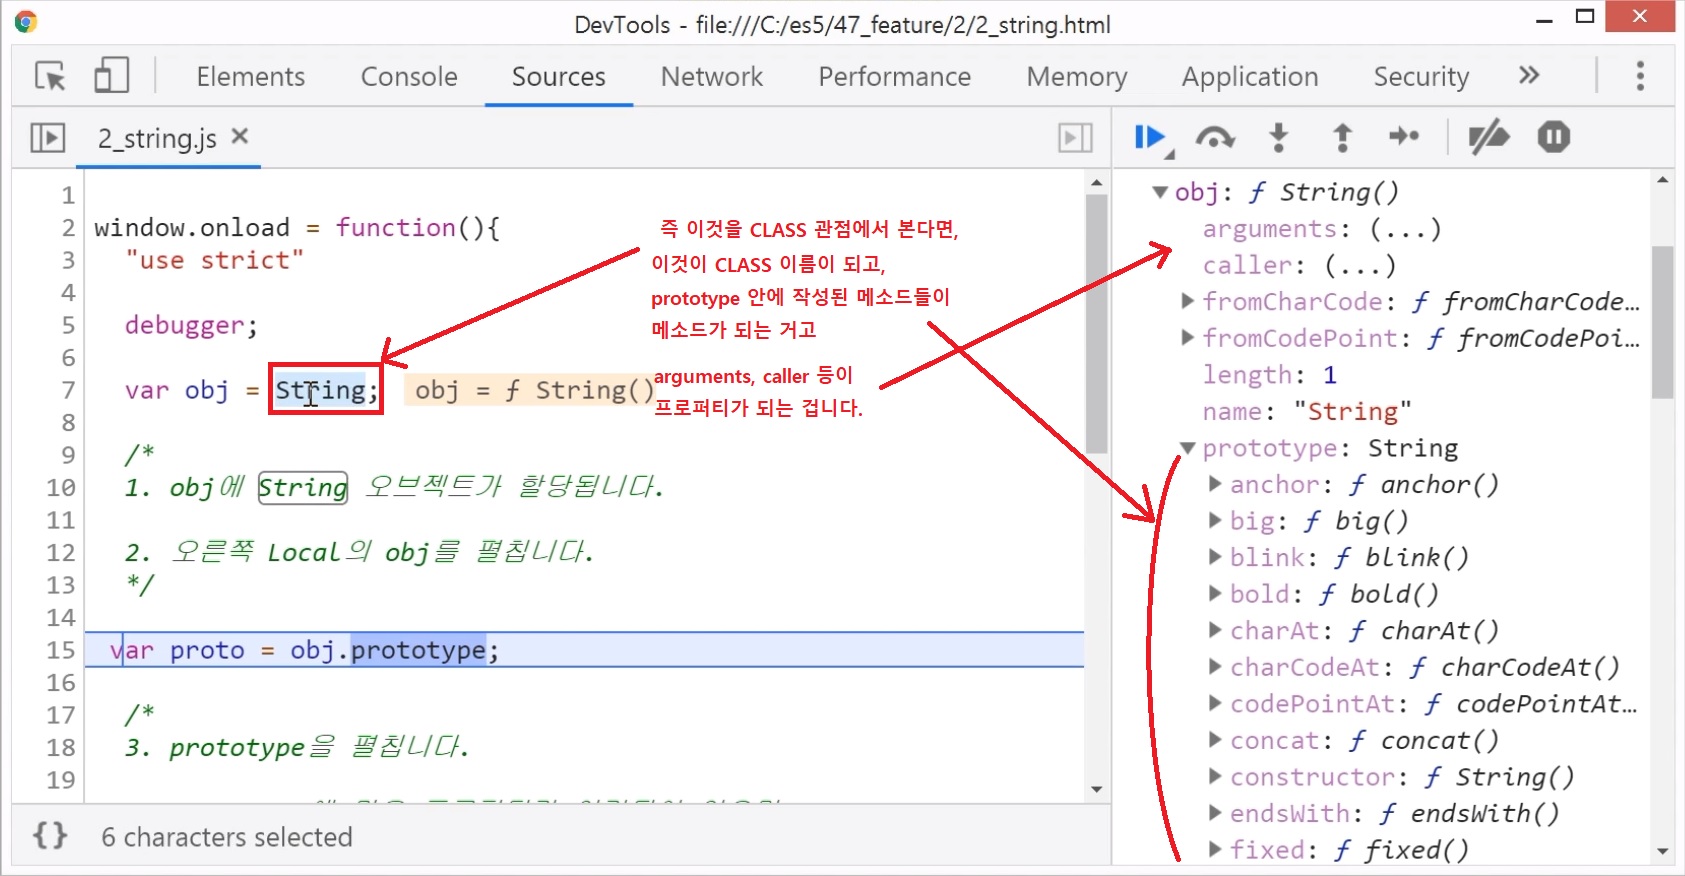 DevTools - file:///C:/es5/47_feature/2/2_string.html
Elements Console Sources Network Performance Memory Application Security »
2_string.js ×
1
2 window.onload = function(){
3 "use strict"
4
5 debugger;
6
7 var obj = String; obj = ƒ String()
8
9 /*
10 1. obj에 String 오브젝트가 할당됩니다.
11
12 2. 오른쪽 Local의 obj를 펼칩니다.
13 */
14
15 var proto = obj.prototype;
16
17 /*
18 3. prototype을 펼칩니다.
19
즉 이것을 CLASS 관점에서 본다면,
이것이 CLASS 이름이 되고,
prototype 안에 작성된 메소드들이
메소드가 되는 거고
arguments, caller 등이
프로퍼티가 되는 겁니다.
obj: ƒ String()
arguments: (...)
caller: (...)
fromCharCode: ƒ fromCharCode…
fromCodePoint: ƒ fromCodePoi…
length: 1
name: "String"
prototype: String
anchor: ƒ anchor()
big: ƒ big()
blink: ƒ blink()
bold: ƒ bold()
charAt: ƒ charAt()
charCodeAt: ƒ charCodeAt()
codePointAt: ƒ codePointAt…
concat: ƒ concat()
constructor: ƒ String()
endsWith: ƒ endsWith()
fixed: ƒ fixed()
{} 6 characters selected